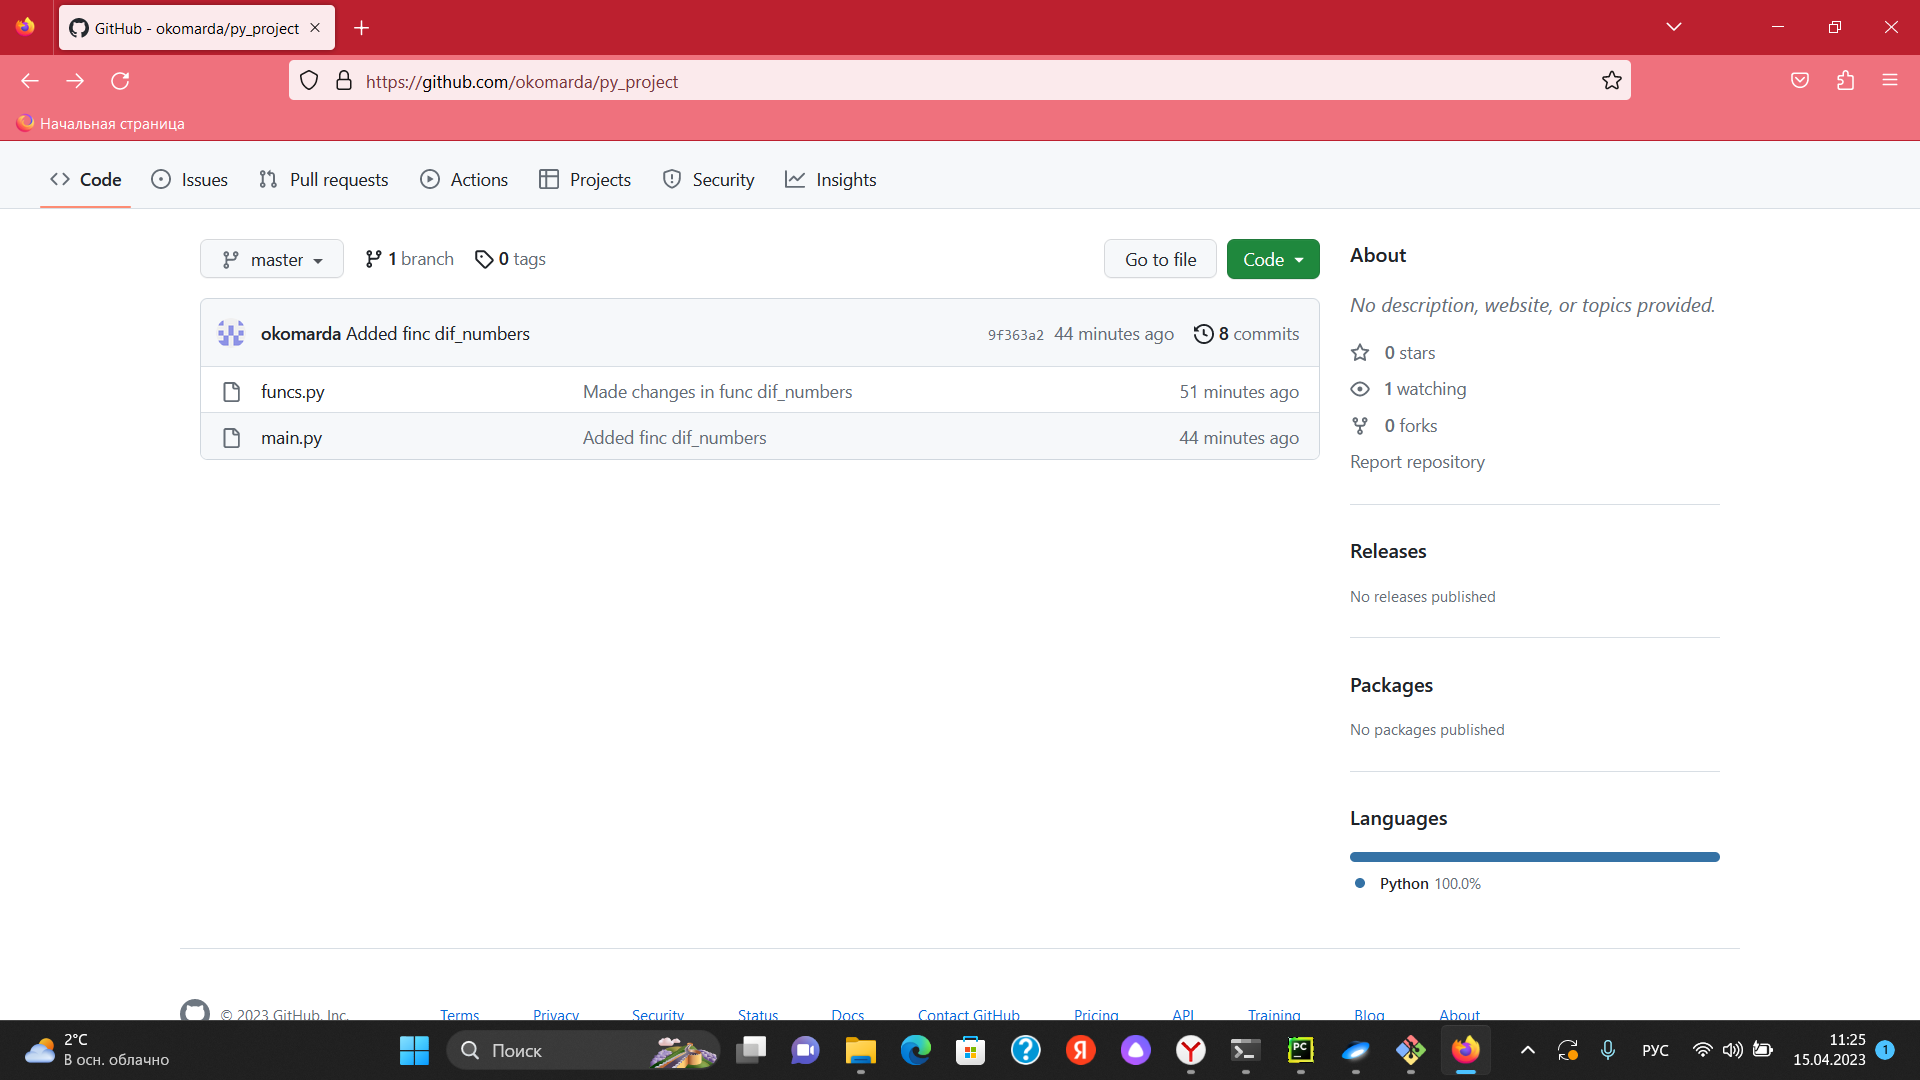 GitHub - okomarda/py_project
https://github.com/okomarda/py_project
Начальная страница
Code Issues Pull requests Actions Projects Security Insights
master 1 branch 0 tags Go to file Code
okomarda Added finc dif_numbers 9f363a2 44 minutes ago 8 commits
funcs.py Made changes in func dif_numbers 51 minutes ago
main.py Added finc dif_numbers 44 minutes ago
About
No description, website, or topics provided.
0 stars
1 watching
0 forks
Report repository
Releases
No releases published
Packages
No packages published
Languages
Python 100.0%
© 2023 GitHub, Inc. Terms Privacy Security Status Docs Contact GitHub Pricing API Training Blog About
2°C
В осн. облачно
Поиск
PC
РУС
11:25
15.04.2023
1